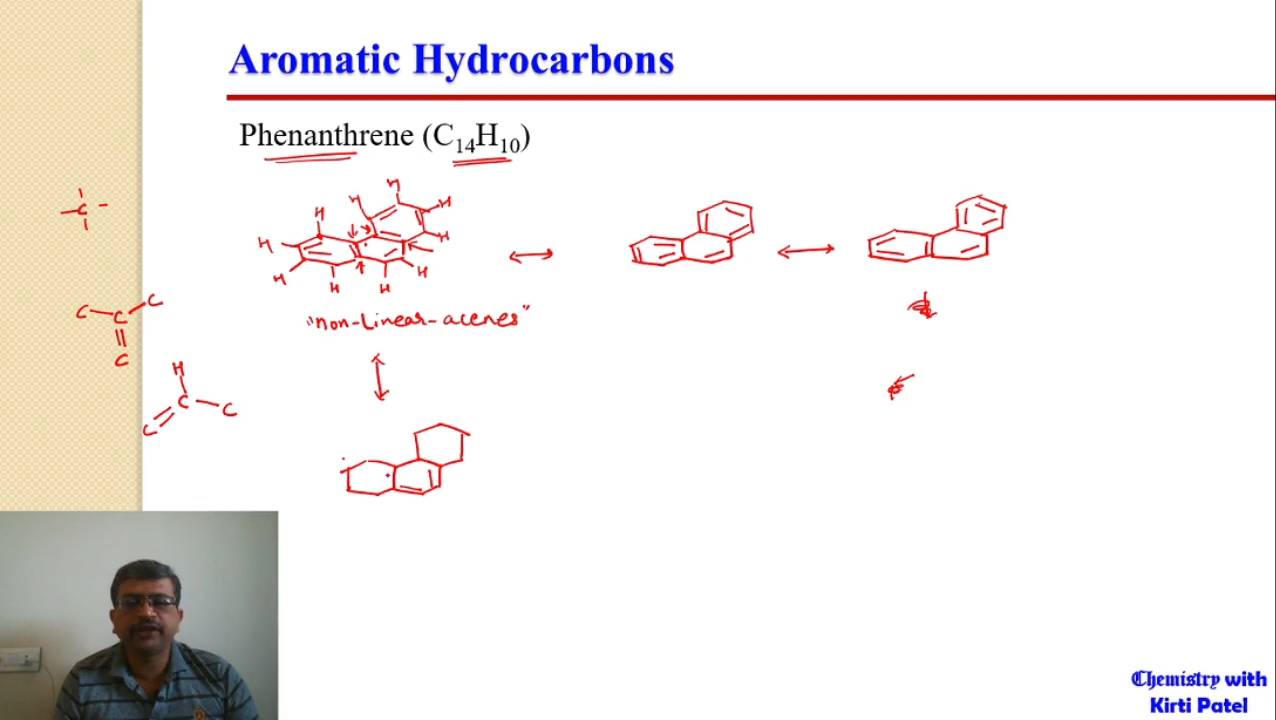 Aromatic Hydrocarbons
Phenanthrene (C₁₄H₁₀)
H
H H
H
H
H
H H H H
"non-Linear-acenes"
C
C C C
C
H
C C
C
Chemistry with
Kirti Patel